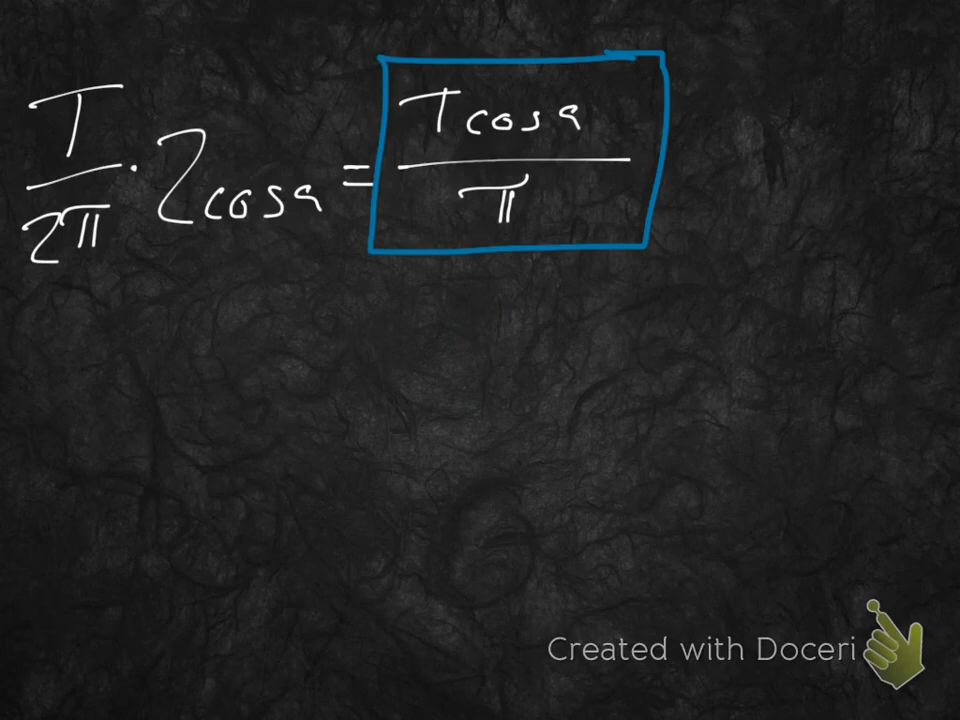 T/2π · 2cosa = Tcosa/π
Created with Doceri